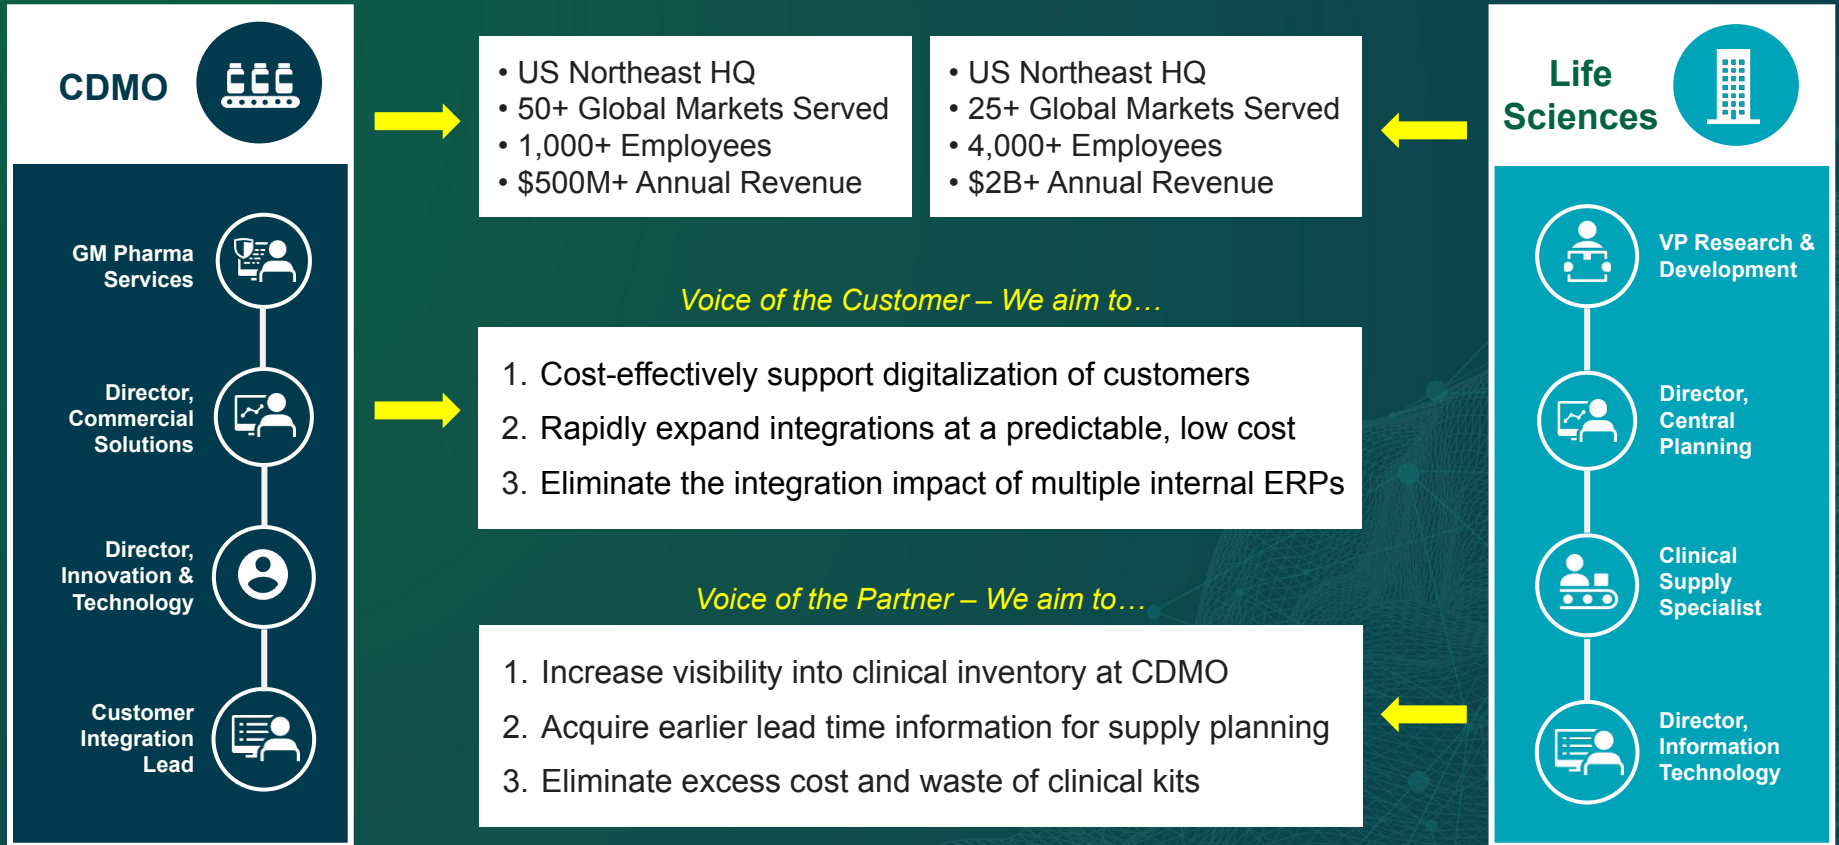 CDMO
GM Pharma
Services
Director,
Commercial
Solutions
Director,
Innovation &
Technology
Customer
Integration
Lead
• US Northeast HQ
• 50+ Global Markets Served
• 1,000+ Employees
• $500M+ Annual Revenue
• US Northeast HQ
• 25+ Global Markets Served
• 4,000+ Employees
• $2B+ Annual Revenue
Voice of the Customer – We aim to…
1. Cost-effectively support digitalization of customers
2. Rapidly expand integrations at a predictable, low cost
3. Eliminate the integration impact of multiple internal ERPs
Voice of the Partner – We aim to…
1. Increase visibility into clinical inventory at CDMO
2. Acquire earlier lead time information for supply planning
3. Eliminate excess cost and waste of clinical kits
Life
Sciences
VP Research &
Development
Director,
Central
Planning
Clinical
Supply
Specialist
Director,
Information
Technology